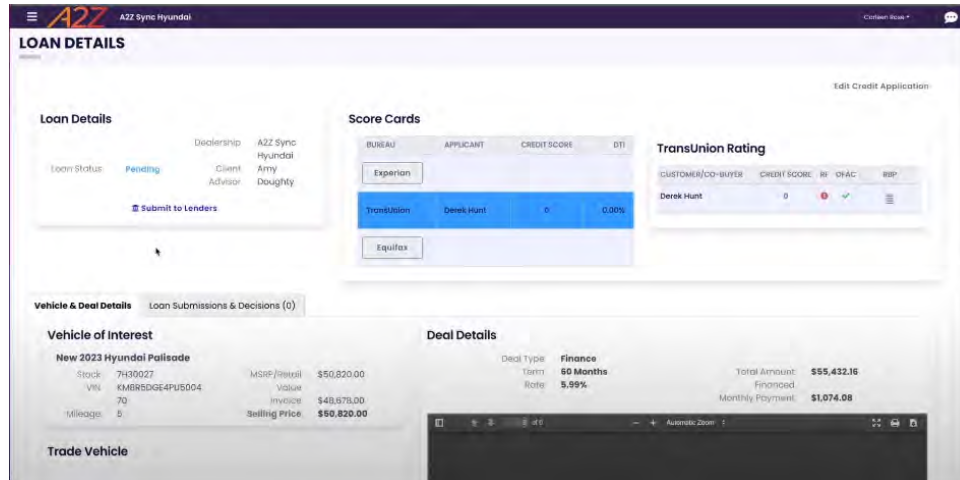 A2Z A2Z Sync Hyundai
LOAN DETAILS
Edit Credit Application
Loan Details
Dealership A2Z Sync Hyundai
Loan Status Pending
Client Advisor Amy Doughty
Submit to Lenders
Score Cards
BUREAU APPLICANT CREDIT SCORE DTI
Experian
TransUnion Derek Hunt 0 0.00%
Equifax
TransUnion Rating
CUSTOMER/CO-BUYER CREDIT SCORE RF OFAC RBP
Derek Hunt 0
Vehicle & Deal Details Loan Submissions & Decisions (0)
Vehicle of Interest
New 2023 Hyundai Palisade
Stock 7H30027
VIN KM8R5DGE4PU5004
70
Mileage 5
MSRP/Retail Value $50,820.00
Invoice
Selling Price $50,820.00
Trade Vehicle
Deal Details
Deal Type Finance
Term 60 Months
Rate 5.99%
Total Amount Financed $55,432.16
Monthly Payment $1,074.08
Automatic Zoom